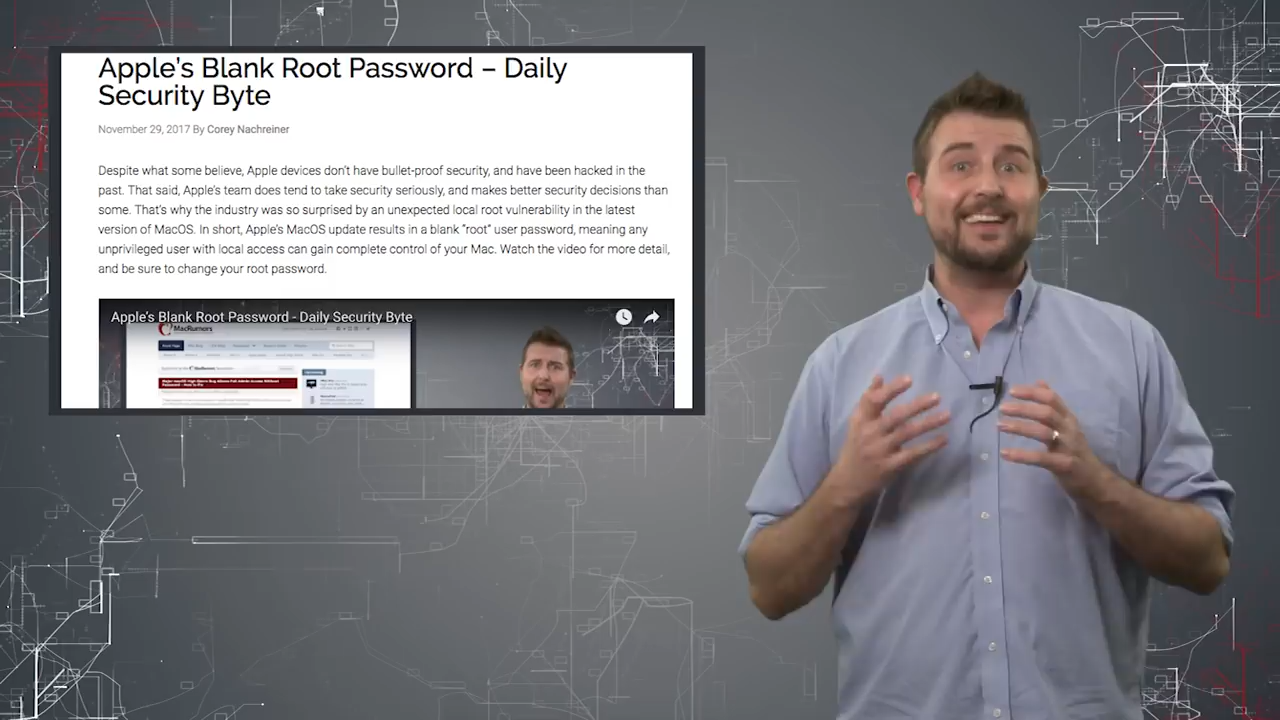 Apple’s Blank Root Password – Daily
Security Byte
November 29, 2017 By Corey Nachreiner
Despite what some believe, Apple devices don’t have bullet-proof security, and have been hacked in the
past. That said, Apple’s team does tend to take security seriously, and makes better security decisions than
some. That’s why the industry was so surprised by an unexpected local root vulnerability in the latest
version of MacOS. In short, Apple’s MacOS update results in a blank “root” user password, meaning any
unprivileged user with local access can gain complete control of your Mac. Watch the video for more detail,
and be sure to change your root password.
Apple’s Blank Root Password - Daily Security Byte
MacRumors